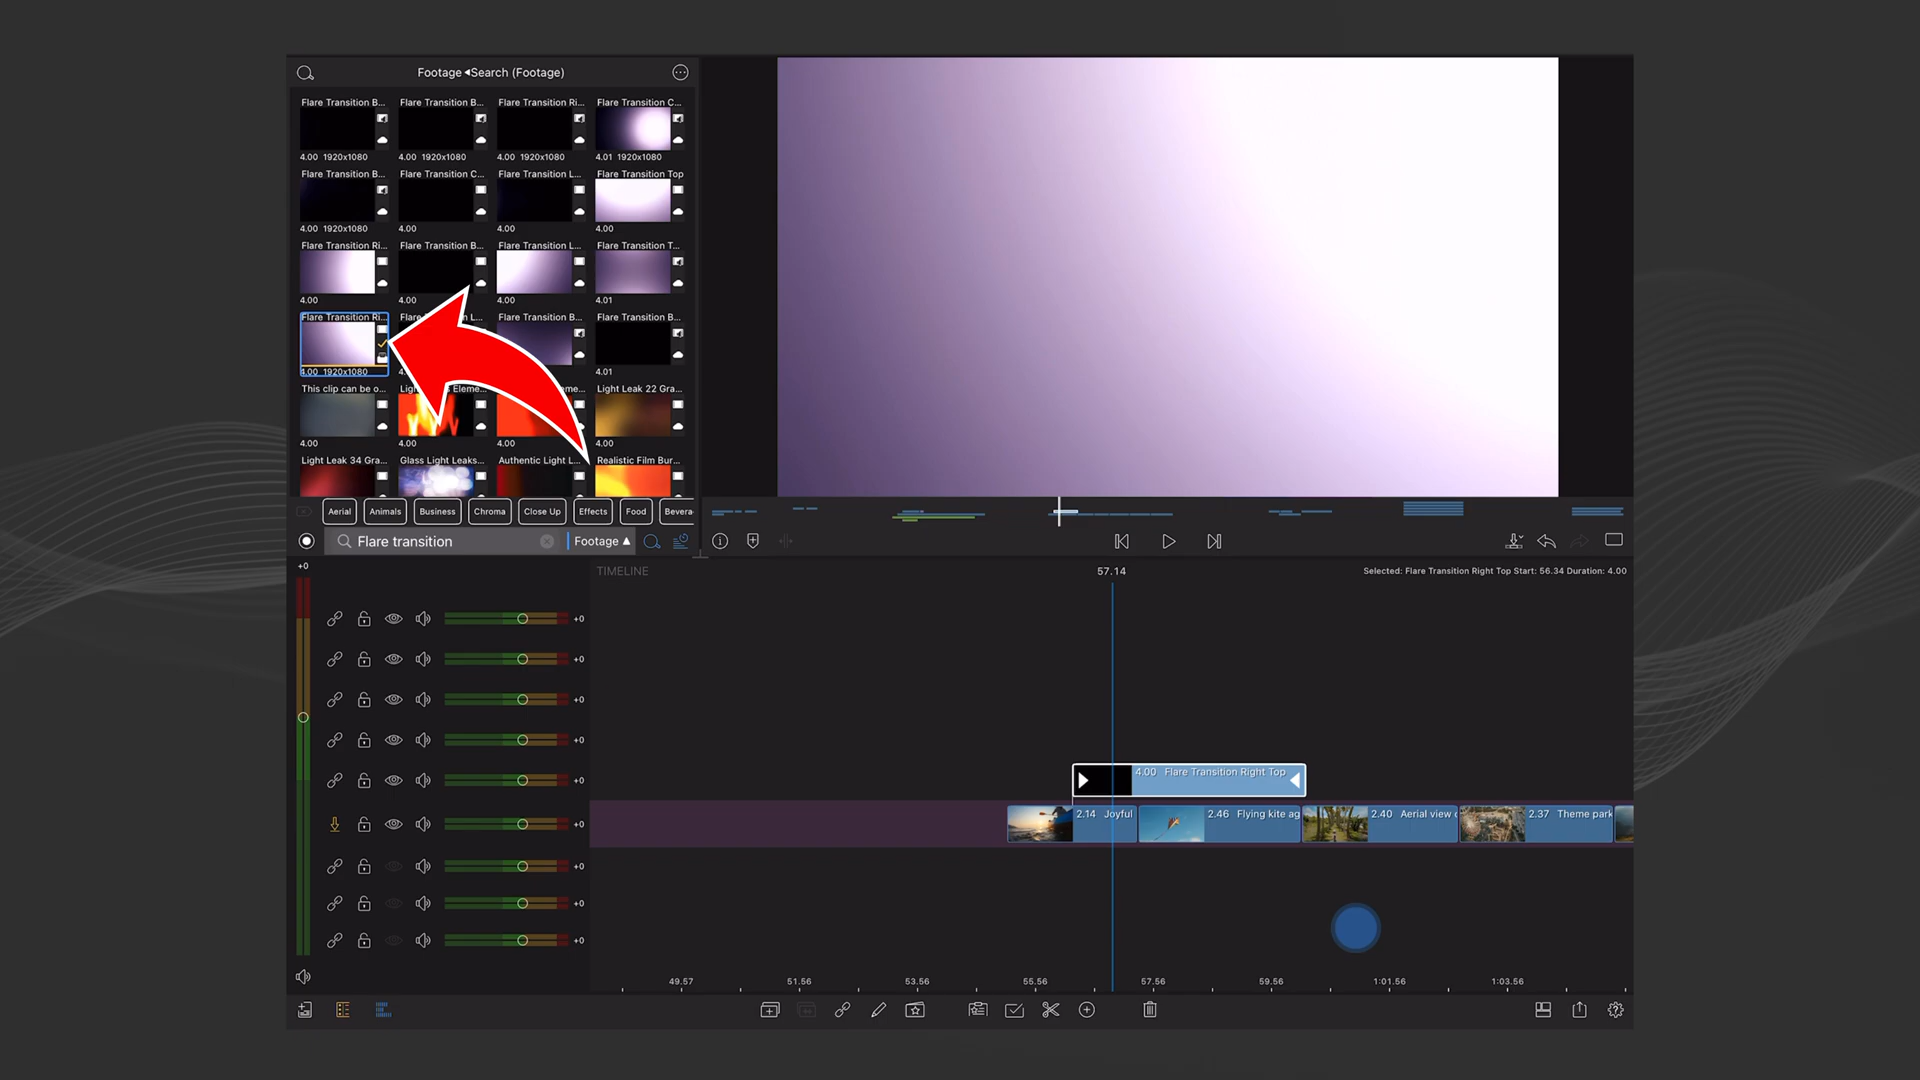 Footage ◂Search (Footage)
Flare Transition B... Flare Transition B... Flare Transition Ri... Flare Transition C...
4.00 1920x1080 4.00 1920x1080 4.00 1920x1080 4.01 1920x1080
Flare Transition B... Flare Transition C... Flare Transition L... Flare Transition Top
4.00 1920x1080 4.00 4.00 4.00
Flare Transition Ri... Flare Transition B... Flare Transition L... Flare Transition T...
4.00 4.00 4.00 4.01
Flare Transition Ri... L... Flare Transition B... Flare Transition B...
4.00 1920x1080 4.01
This clip can be o... Light Leak 22 Gra...
4.00 4.00 4.00 4.00
Light Leak 34 Gra... Glass Light Leaks... Authentic Light L... Realistic Film Bur...
Aerial Animals Business Chroma Close Up Effects Food Bevera
Flare transition Footage ▲
+0
TIMELINE 57.14 Selected: Flare Transition Right Top Start: 56.34 Duration: 4.00
+0
+0
+0
+0
+0
4.00 Flare Transition Right Top
2.14 Joyful 2.46 Flying kite ag 2.40 Aerial view 2.37 Theme park
+0
+0
+0
+0
49.57 51.56 53.56 55.56 57.56 59.56 1:01.56 1:03.56